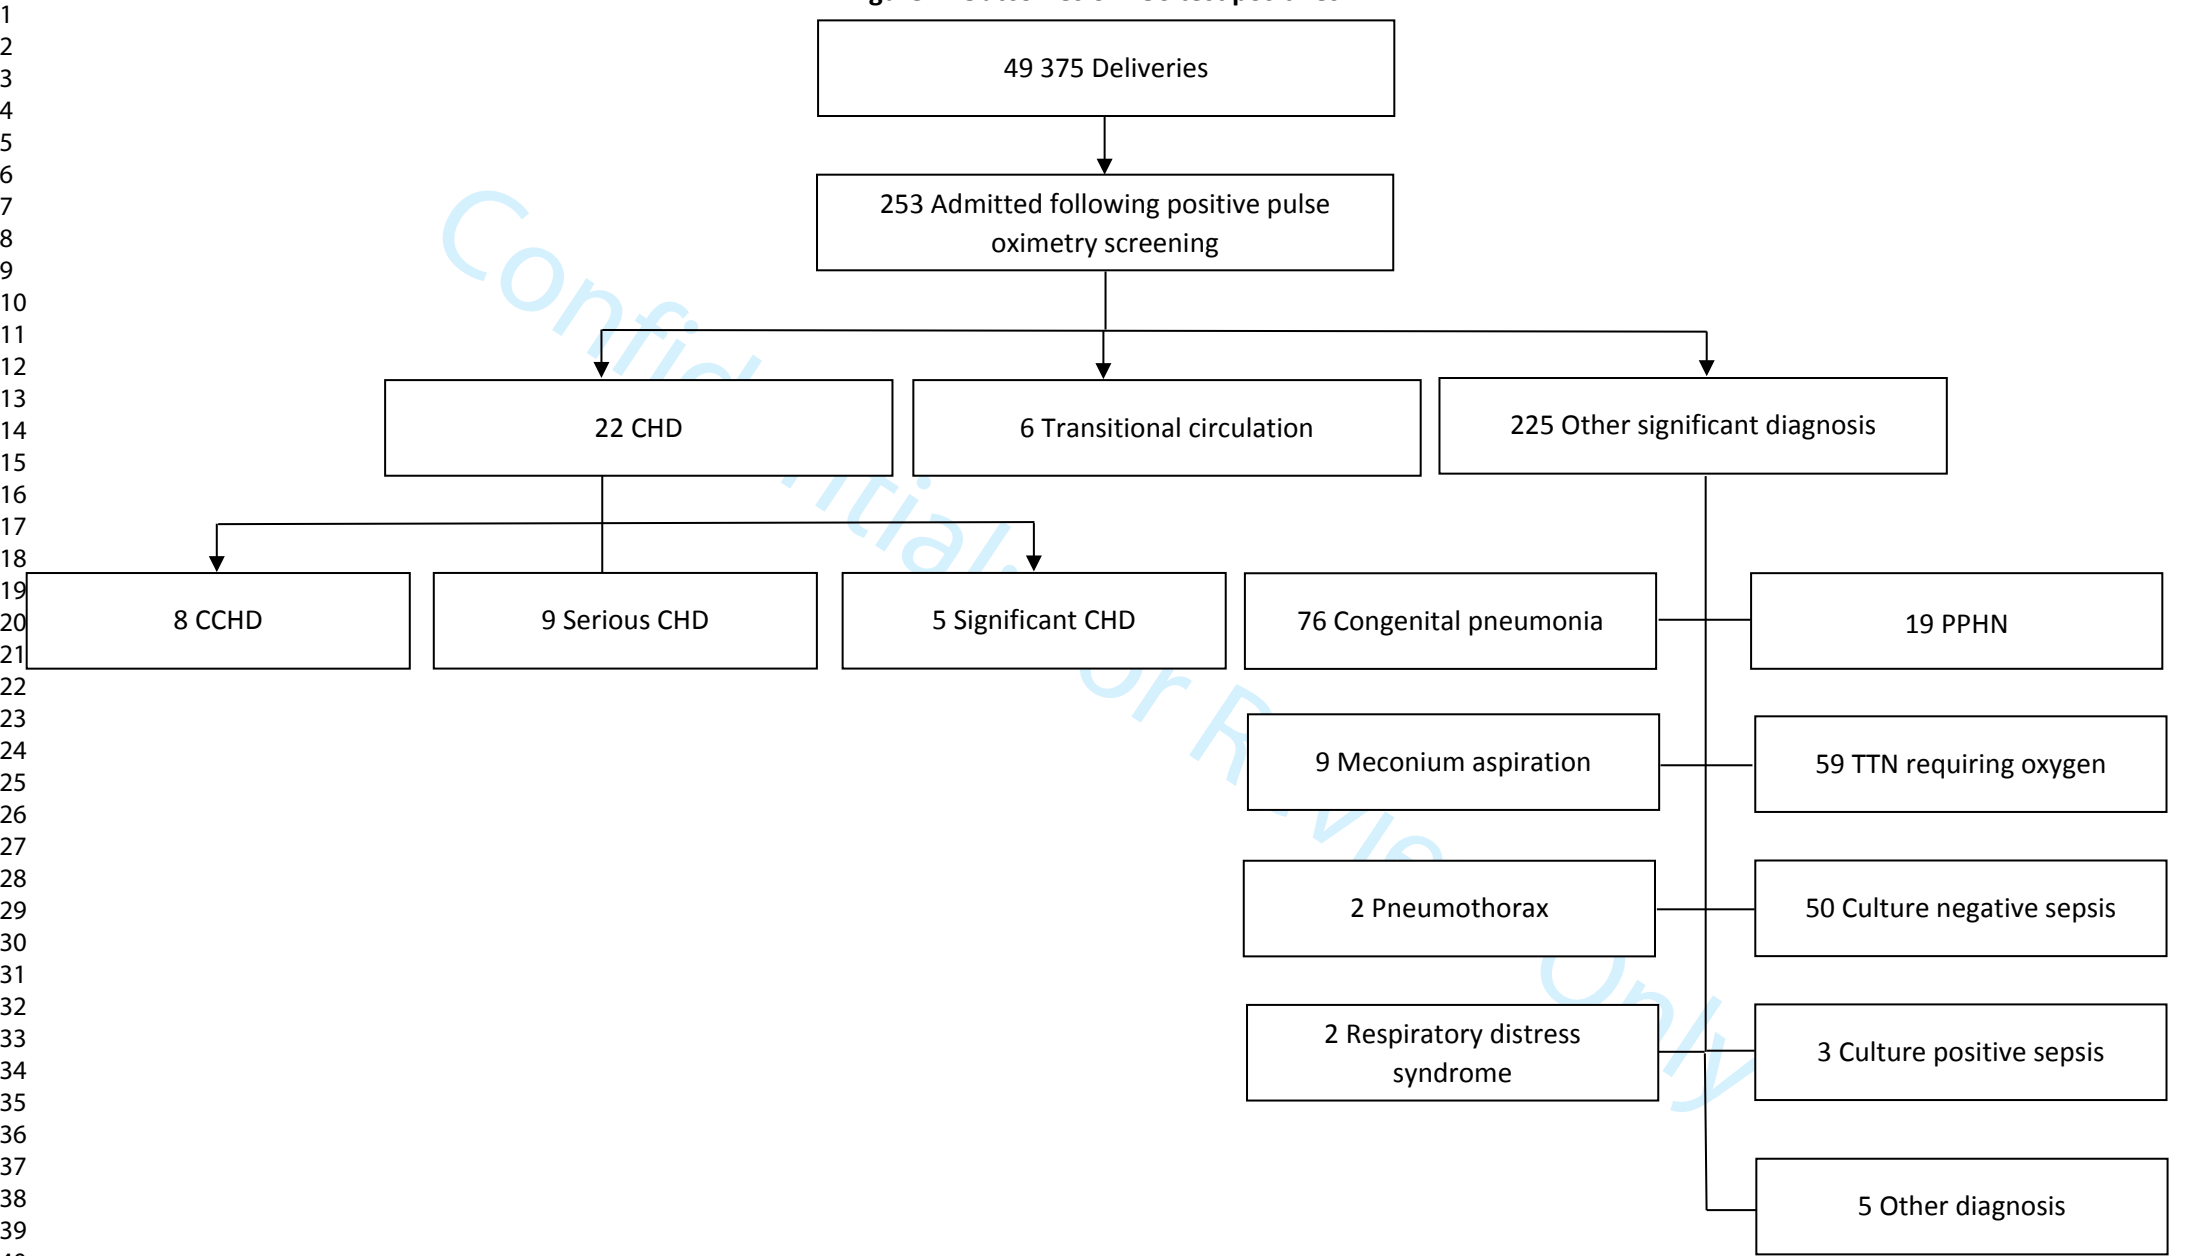 1
2
3
4
5
6
7
8
9
10
11
12
13
14
15
16
17
18
19
20
21
22
23
24
25
26
27
28
29
30
31
32
33
34
35
36
37
38
39
49 375 Deliveries
253 Admitted following positive pulse
oximetry screening
22 CHD
6 Transitional circulation
225 Other significant diagnosis
8 CCHD
9 Serious CHD
5 Significant CHD
76 Congenital pneumonia
19 PPHN
9 Meconium aspiration
59 TTN requiring oxygen
2 Pneumothorax
50 Culture negative sepsis
2 Respiratory distress
syndrome
3 Culture positive sepsis
5 Other diagnosis
Only